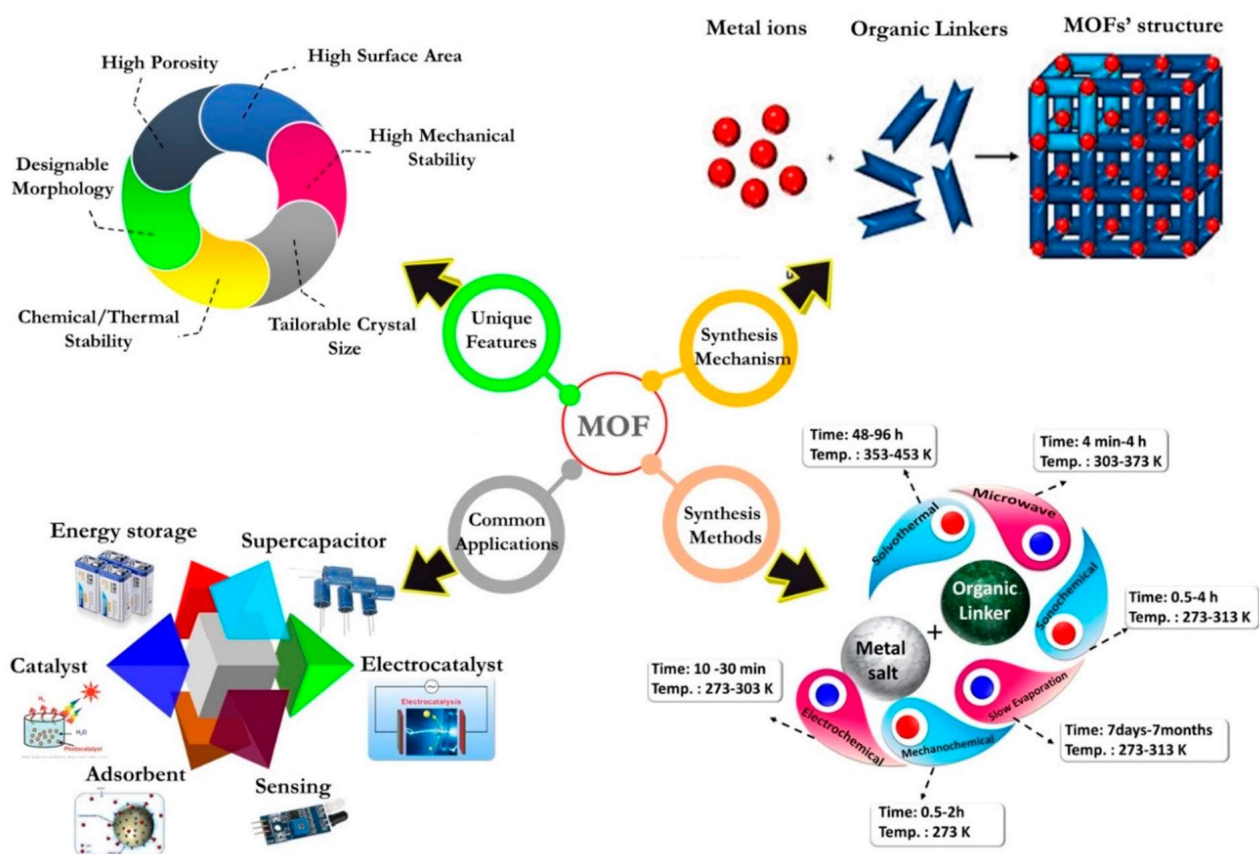 High Surface Area
High Porosity
High Mechanical
Stability
Designable
Morphology
Chemical/Thermal
Stability
Tailorable Crystal
Size
Metal ions
Organic Linkers
MOFs' structure
+
Unique
Features
Synthesis
Mechanism
MOF
Common
Applications
Synthesis
Methods
Energy storage
Supercapacitor
Catalyst
H₂O
Photocatalyst
Electrocatalyst
Electrocatalysis
Adsorbent
Sensing
Time: 48-96 h
Temp. : 353-453 K
Time: 4 min-4 h
Temp. : 303-373 K
Solvothermal
Microwave
Sonochemical
Organic
Linker
+
Metal
salt
Time: 0.5-4 h
Temp. : 273-313 K
Time: 10 -30 min
Temp. : 273-303 K
Electrochemical
Mechanochemical
Slow Evaporation
Time: 7days-7months
Temp. : 273-313 K
Time: 0.5-2h
Temp. : 273 K